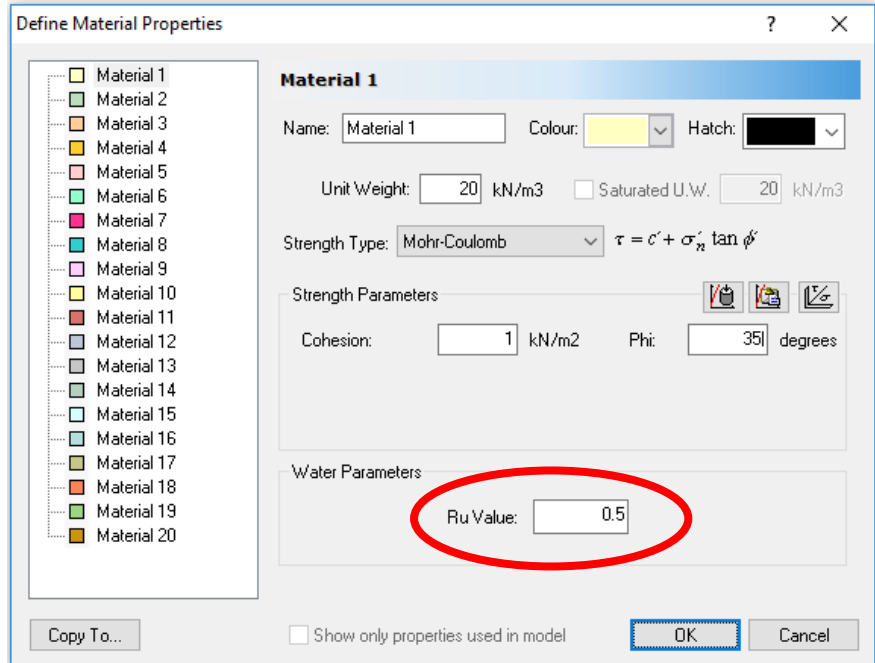 Define Material Properties ? X
Material 1
Material 2
Material 3
Material 4
Material 5
Material 6
Material 7
Material 8
Material 9
Material 10
Material 11
Material 12
Material 13
Material 14
Material 15
Material 16
Material 17
Material 18
Material 19
Material 20
Material 1
Name: Material 1 Colour: Hatch:
Unit Weight: 20 kN/m3 Saturated U.W. 20 kN/m3
Strength Type: Mohr-Coulomb τ = c´ + σ´n tan ϕ´
Strength Parameters
Cohesion: 1 kN/m2 Phi: 35 degrees
Water Parameters
Ru Value: 0.5
Copy To... Show only properties used in model OK Cancel